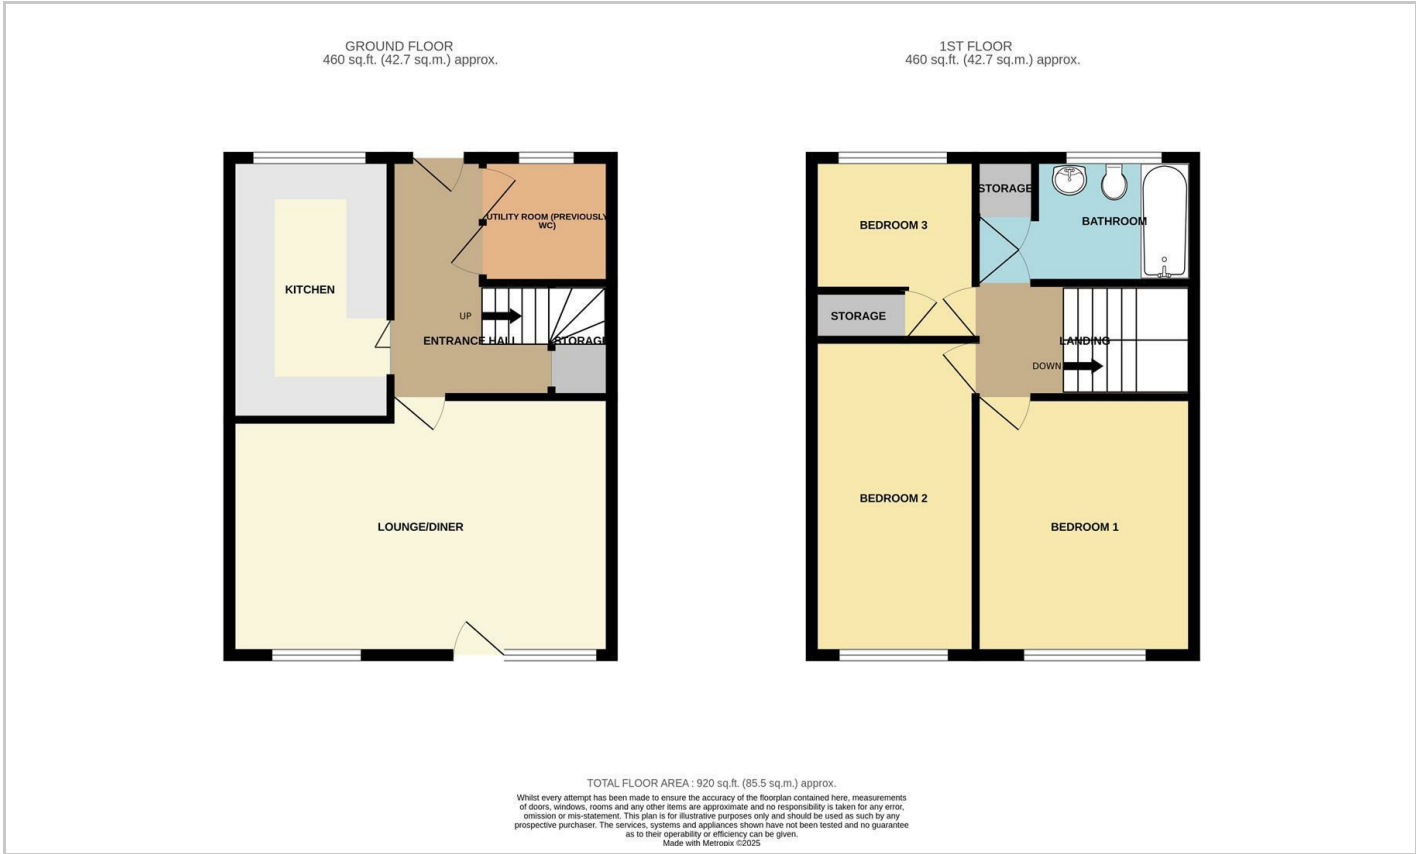 GROUND FLOOR
460 sq.ft. (42.7 sq.m.) approx.
1ST FLOOR
460 sq.ft. (42.7 sq.m.) approx.
KITCHEN
UTILITY ROOM (PREVIOUSLY
WC)
UP
ENTRANCE HALL
STORAGE
LOUNGE/DINER
BEDROOM 3
STORAGE
BATHROOM
STORAGE
LANDING
DOWN
BEDROOM 2
BEDROOM 1
TOTAL FLOOR AREA : 920 sq.ft. (85.5 sq.m.) approx.
Whilst every attempt has been made to ensure the accuracy of the floorplan contained here, measurements
of doors, windows, rooms and any other items are approximate and no responsibility is taken for any error,
omission or mis-statement. This plan is for illustrative purposes only and should be used as such by any
prospective purchaser. The services, systems and appliances shown have not been tested and no guarantee
as to their operability or efficiency can be given.
Made with Metropix ©2025